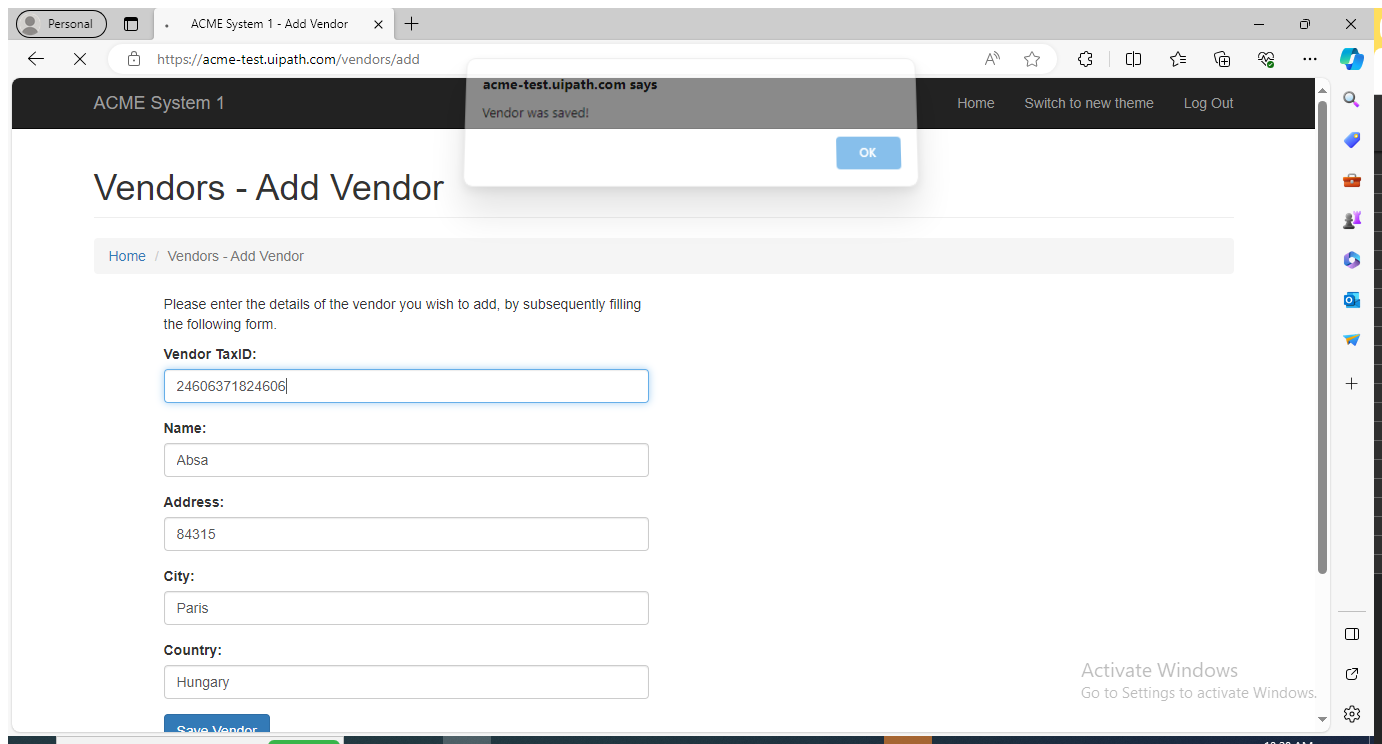 Personal
ACME System 1 - Add Vendor
https://acme-test.uipath.com/vendors/add
acme-test.uipath.com says
Vendor was saved!
OK
ACME System 1
Home
Switch to new theme
Log Out
Vendors - Add Vendor
Home / Vendors - Add Vendor
Please enter the details of the vendor you wish to add, by subsequently filling
the following form.
Vendor TaxID:
24606371824606
Name:
Absa
Address:
84315
City:
Paris
Country:
Hungary
Save Vendor
Activate Windows
Go to Settings to activate Windows.